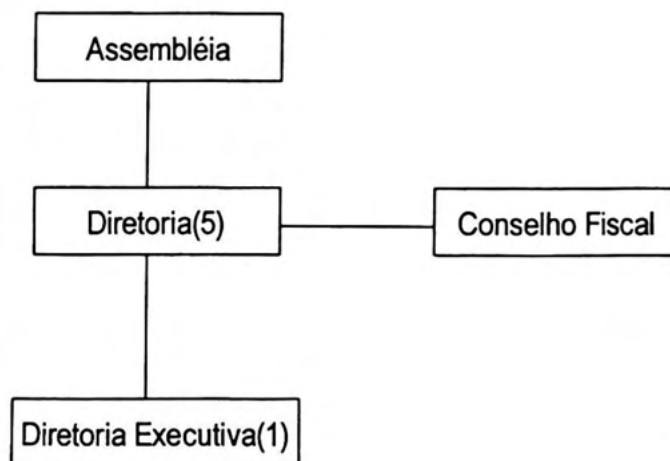 Assembléia
Diretoria(5)
Conselho Fiscal
Diretoria Executiva(1)